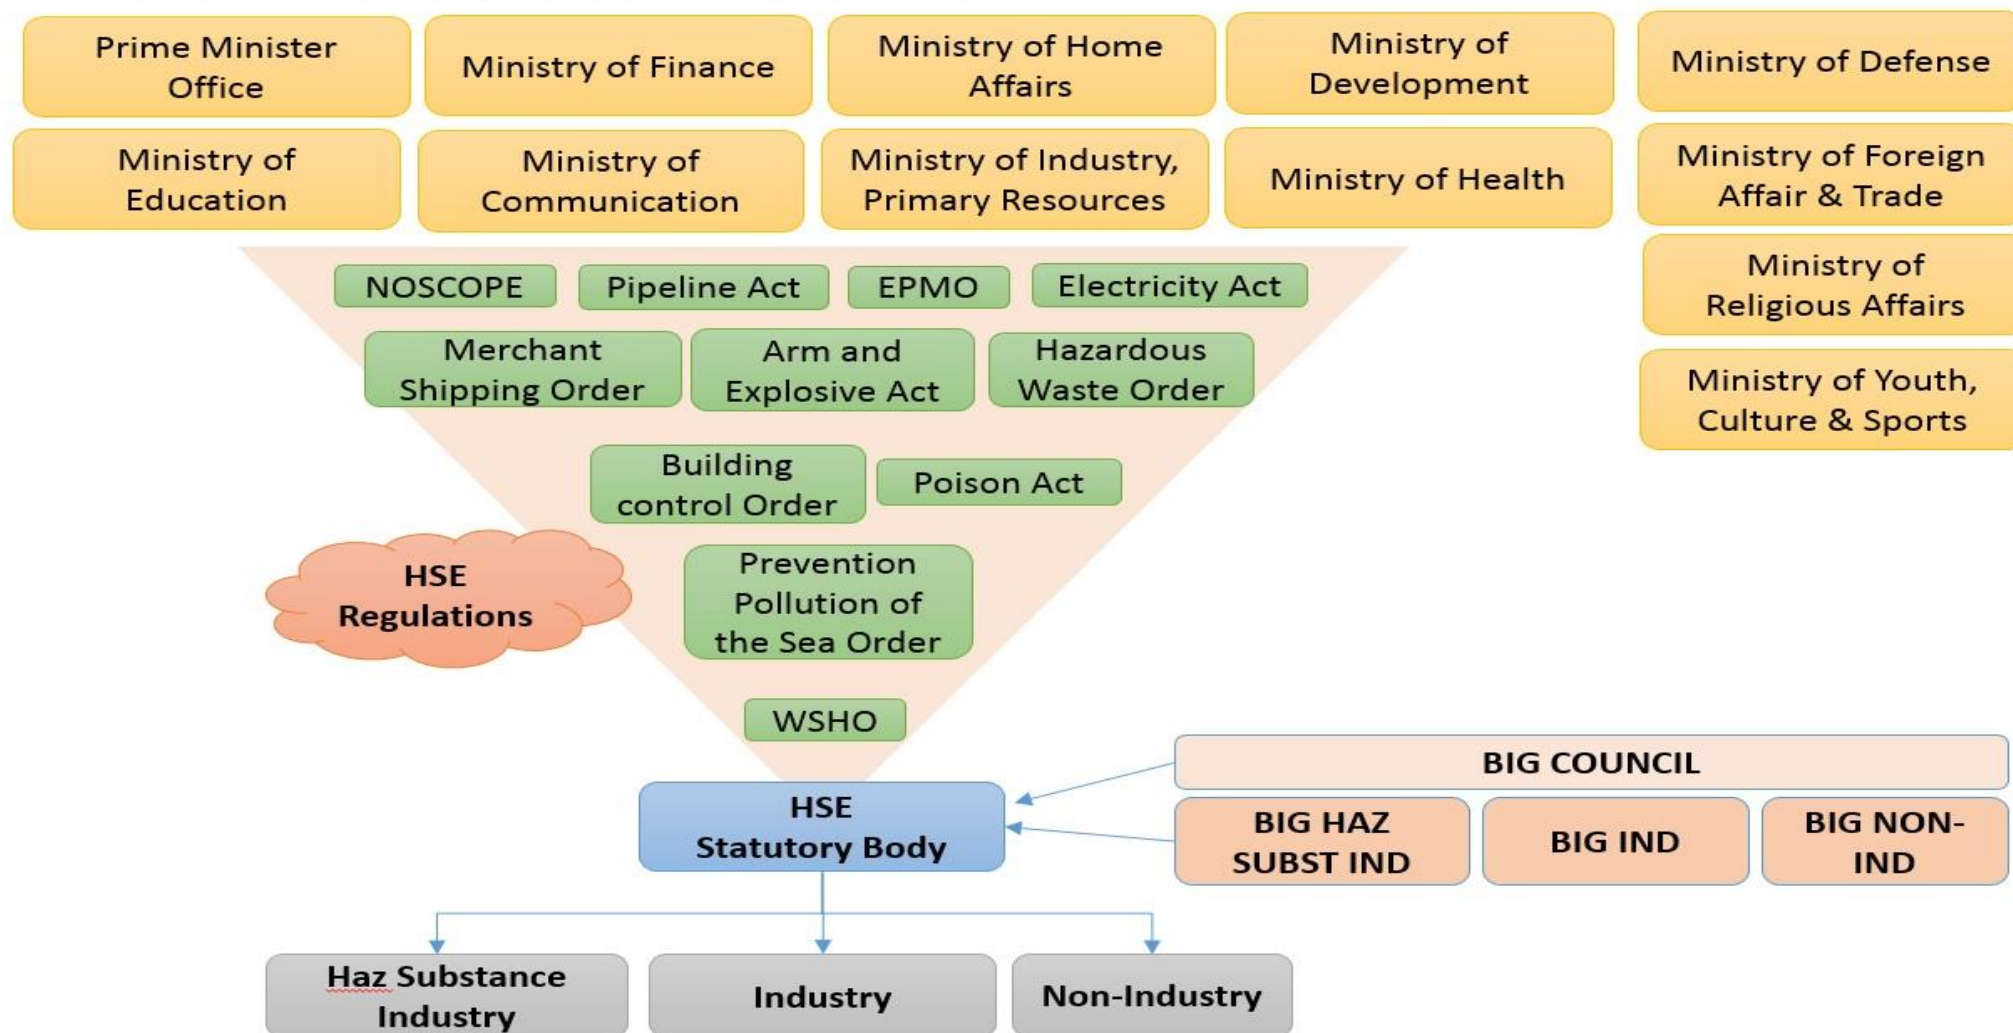 Prime Minister
Office
Ministry of Finance
Ministry of Home
Affairs
Ministry of
Development
Ministry of Defense
Ministry of
Education
Ministry of
Communication
Ministry of Industry,
Primary Resources
Ministry of Health
Ministry of Foreign
Affair & Trade
Ministry of
Religious Affairs
Ministry of Youth,
Culture & Sports
NOSCOPE
Pipeline Act
EPMO
Electricity Act
Merchant
Shipping Order
Arm and
Explosive Act
Hazardous
Waste Order
Building
control Order
Poison Act
HSE
Regulations
Prevention
Pollution of
the Sea Order
WSHO
BIG COUNCIL
HSE
Statutory Body
BIG HAZ
SUBST IND
BIG IND
BIG NON-
IND
Haz Substance
Industry
Industry
Non-Industry